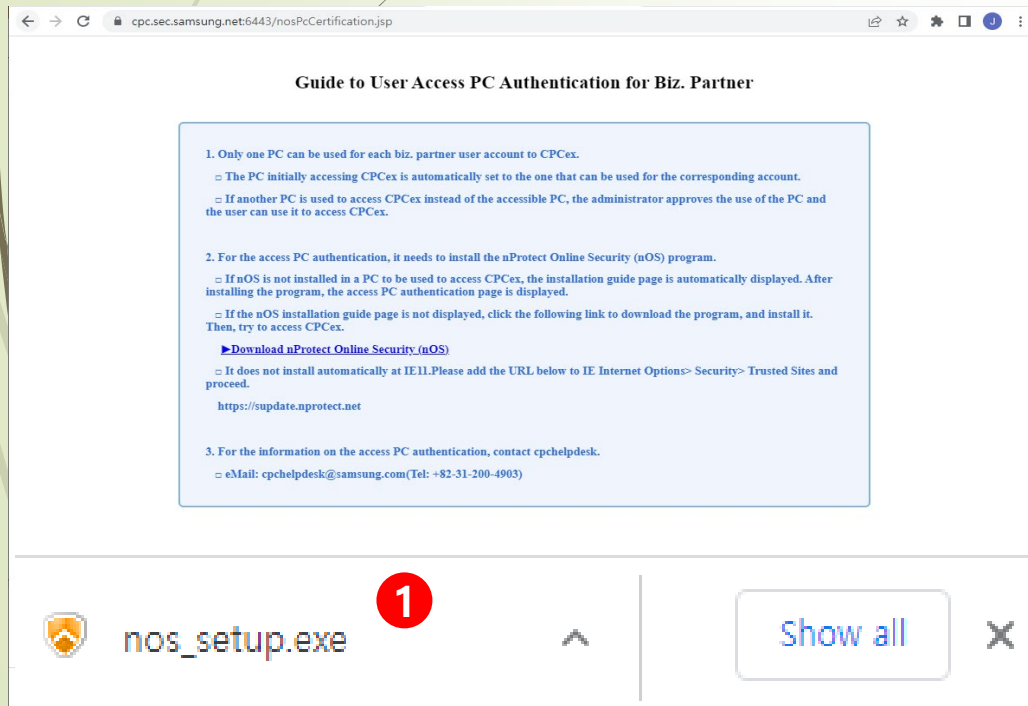 cpc.sec.samsung.net:6443/nosPcCertification.jsp
J
Guide to User Access PC Authentication for Biz. Partner
1. Only one PC can be used for each biz. partner user account to CPCex.
□ The PC initially accessing CPCex is automatically set to the one that can be used for the corresponding account.
□ If another PC is used to access CPCex instead of the accessible PC, the administrator approves the use of the PC and
the user can use it to access CPCex.
2. For the access PC authentication, it needs to install the nProtect Online Security (nOS) program.
□ If nOS is not installed in a PC to be used to access CPCex, the installation guide page is automatically displayed. After
installing the program, the access PC authentication page is displayed.
□ If the nOS installation guide page is not displayed, click the following link to download the program, and install it.
Then, try to access CPCex.
▶Download nProtect Online Security (nOS)
□ It does not install automatically at IE11.Please add the URL below to IE Internet Options> Security> Trusted Sites and
proceed.
https://supdate.nprotect.net
3. For the information on the access PC authentication, contact cpchelpdesk.
□ eMail: cpchelpdesk@samsung.com(Tel: +82-31-200-4903)
1
nos_setup.exe
Show all